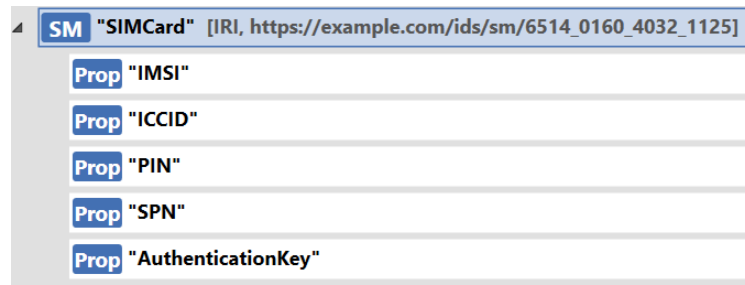 SM "SIMCard" [IRI, https://example.com/ids/sm/6514_0160_4032_1125]
Prop "IMSI"
Prop "ICCID"
Prop "PIN"
Prop "SPN"
Prop "AuthenticationKey"